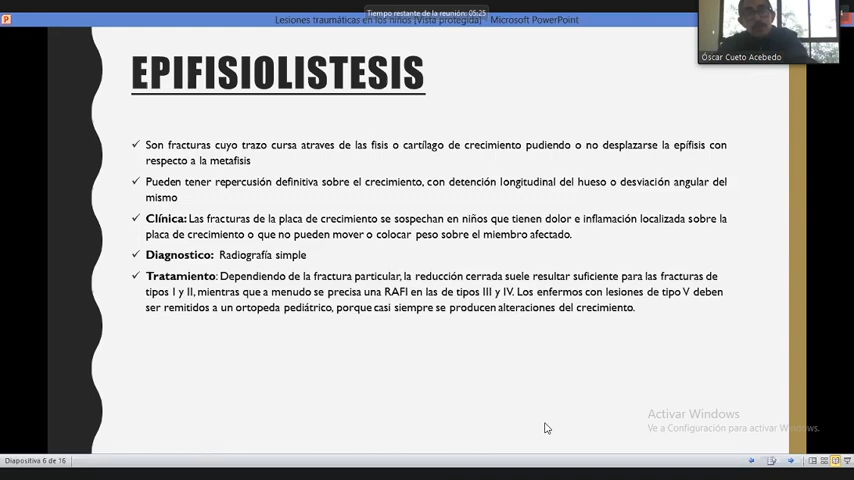 Tiempo restante de la reunión: 05:25
Lesiones traumáticas en los niños [Vista protegida] - Microsoft PowerPoint
Óscar Cueto Acebedo
EPIFISIOLISTESIS
✓ Son fracturas cuyo trazo cursa atraves de las fisis o cartílago de crecimiento pudiendo o no desplazarse la epífisis con
respecto a la metafisis
✓ Pueden tener repercusión definitiva sobre el crecimiento, con detención longitudinal del hueso o desviación angular del
mismo
✓ Clínica: Las fracturas de la placa de crecimiento se sospechan en niños que tienen dolor e inflamación localizada sobre la
placa de crecimiento o que no pueden mover o colocar peso sobre el miembro afectado.
✓ Diagnostico: Radiografía simple
✓ Tratamiento: Dependiendo de la fractura particular, la reducción cerrada suele resultar suficiente para las fracturas de
tipos I y II, mientras que a menudo se precisa una RAFI en las de tipos III y IV. Los enfermos con lesiones de tipo V deben
ser remitidos a un ortopeda pediátrico, porque casi siempre se producen alteraciones del crecimiento.
Activar Windows
Ve a Configuración para activar Windows.
Diapositiva 6 de 16